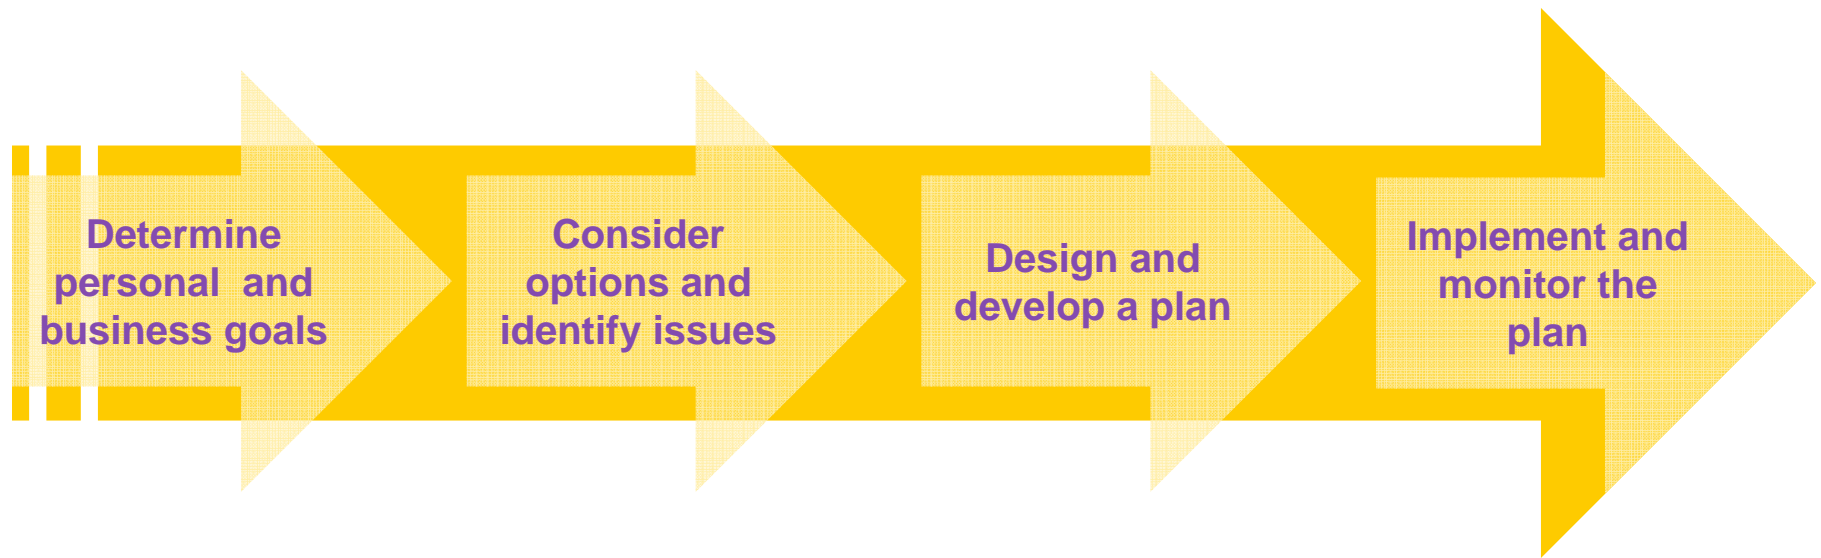 Determine
personal  and
business goals
Consider
options and
identify issues
Design and
develop a plan
Implement and
monitor the
plan